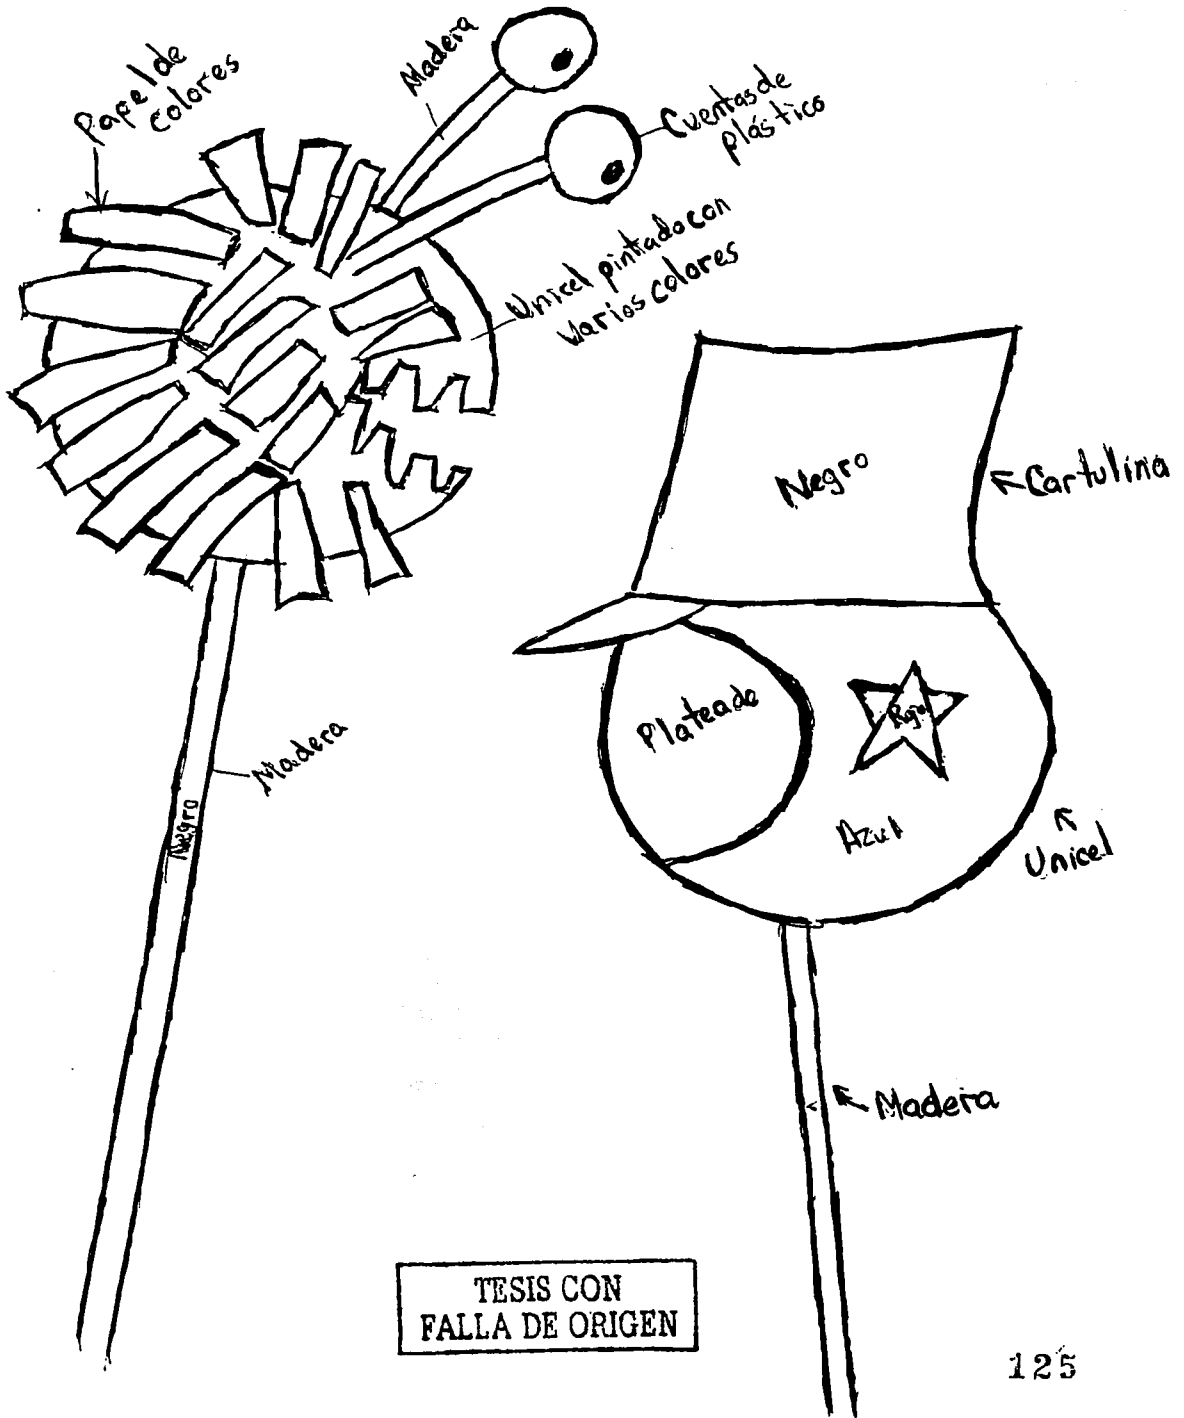 Papel de
colores
Madera
Cuentas de
plástico
Unicel pintado con
varios colores
Negro
Cartulina
Plateado
Rojo
Azul
Unicel
Madera
Negro
Madera
TESIS CON
FALLA DE ORIGEN
125